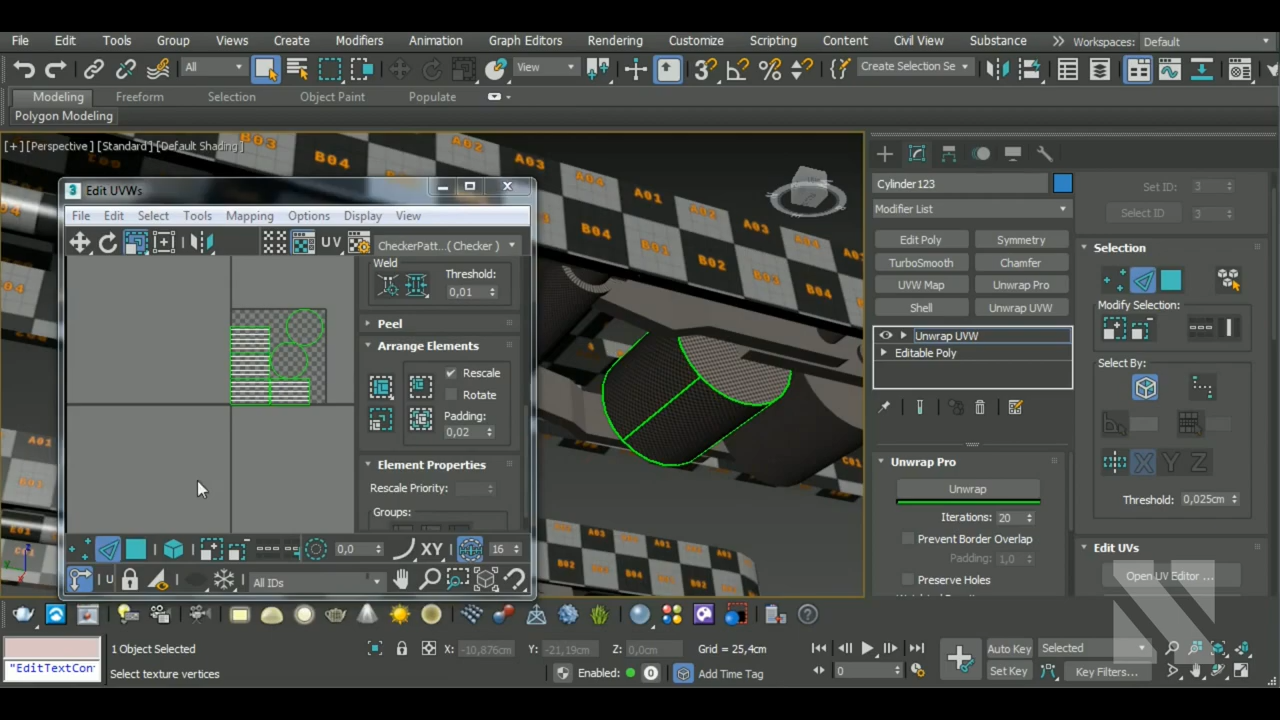 File Edit Tools Group Views Create Modifiers Animation Graph Editors Rendering Customize Scripting Content Civil View Substance Workspaces: Default
All View Create Selection Se
Modeling Freeform Selection Object Paint Populate
Polygon Modeling
[+] [Perspective] [Standard] [Default Shading]
B03 A02 A03 A04 A01
B04 B03 B04 B01 B02
3 Edit UVWs
File Edit Select Tools Mapping Options Display View
UV CheckerPatt... ( Checker )
Weld
Threshold:
0,01
Peel
Arrange Elements
Rescale
Rotate
Padding:
0,02
Element Properties
Rescale Priority:
Groups:
0,0 XY 16
U All IDs
Cylinder123
Modifier List
Edit Poly Symmetry
TurboSmooth Chamfer
UVW Map Unwrap Pro
Shell Unwrap UVW
Unwrap UVW
Editable Poly
Unwrap Pro
Unwrap
Iterations: 20
Prevent Border Overlap
Padding: 1,0
Preserve Holes
Set ID: 3
Select ID 3
Selection
Modify Selection:
Select By:
X Y Z
Threshold: 0,025cm
Edit UVs
Open UV Editor ...
"EditTextCon
1 Object Selected
Select texture vertices
X: -10,876cm Y: -21,19cm Z: 0,0cm Grid = 25,4cm
Enabled: 0 Add Time Tag
0
Auto Key Selected
Set Key Key Filters...